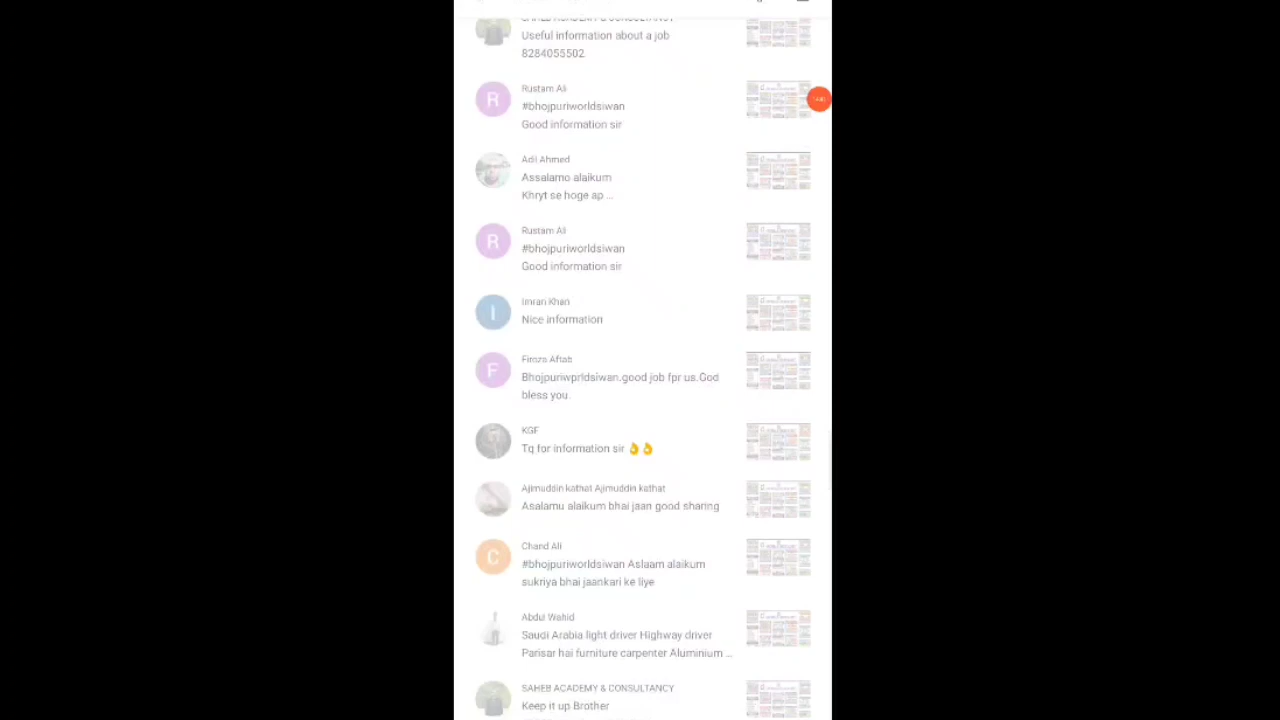 SAHEB ACADEMY & CONSULTANCY
Useful information about a job
8284055502
R
Rustam Ali
#bhojpuriworldsiwan
Good information sir
Adil Ahmed
Assalamo alaikum
Khryt se hoge ap ...
R
Rustam Ali
#bhojpuriworldsiwan
Good information sir
I
Imran Khan
Nice information
F
Firoza Aftab
Bhojpuriwprldsiwan.good job fpr us.God
bless you.
KGF
Tq for information sir 👌👌
Ajimuddin kathat Ajimuddin kathat
Asalamu alaikum bhai jaan good sharing
C
Chand Ali
#bhojpuriworldsiwan Aslaam alaikum
sukriya bhai jaankari ke liye
Abdul Wahid
Saudi Arabia light driver Highway driver
Parisar hai furniture carpenter Aluminium ...
SAHEB ACADEMY & CONSULTANCY
Keep it up Brother